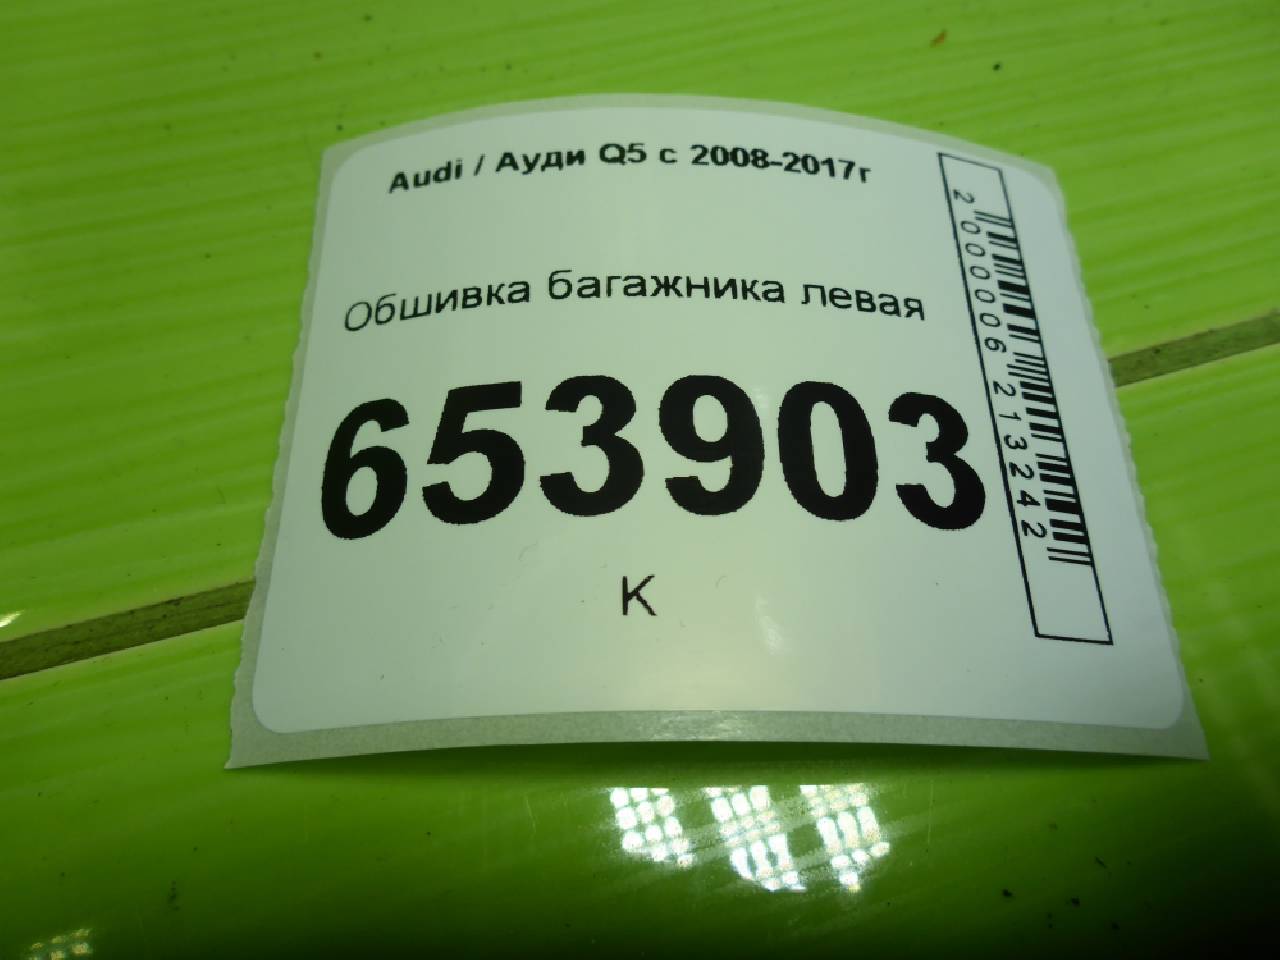 Audi / Ауди Q5 с 2008-2017г
Обшивка багажника левая
653903
К
2000006213242